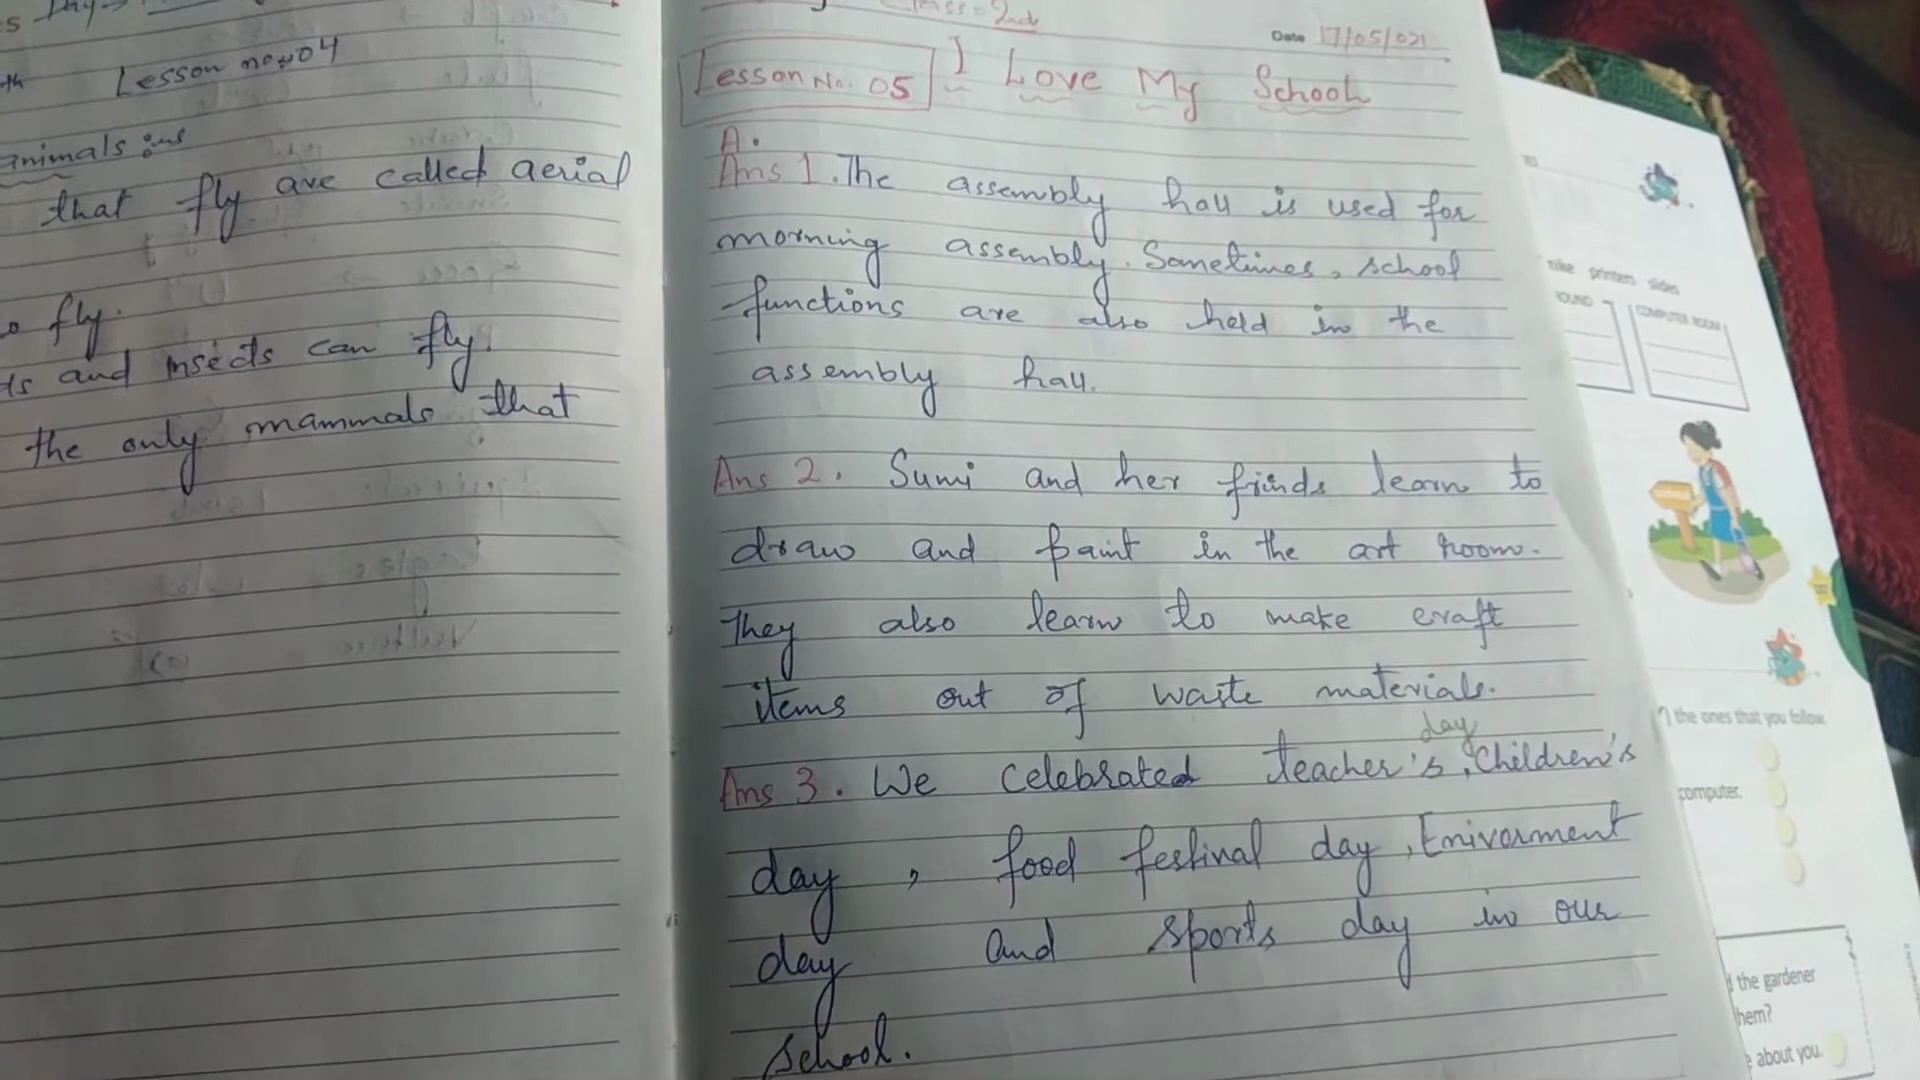 Lesson no 04
animals
that fly are called aerial
fly.
and insects can fly.
the only mammals that
Class - 2nd
Date 17/05/021
Lesson No. 05 I Love My School
A.
Ans 1. The assembly hall is used for
morning assembly. Sometimes, school
functions are also held in the
assembly hall.
Ans 2. Sumi and her frinds learn to
draw and paint in the art room.
They also learn to make craft
items out of waste materials.
day
Ans 3. We celebrated teacher's, Children's
day, food festival day, Enivorment
day and sports day in our
school.
printers slides
COMPUTER ROOM
the ones that you follow.
computer.
the gardener
about you.